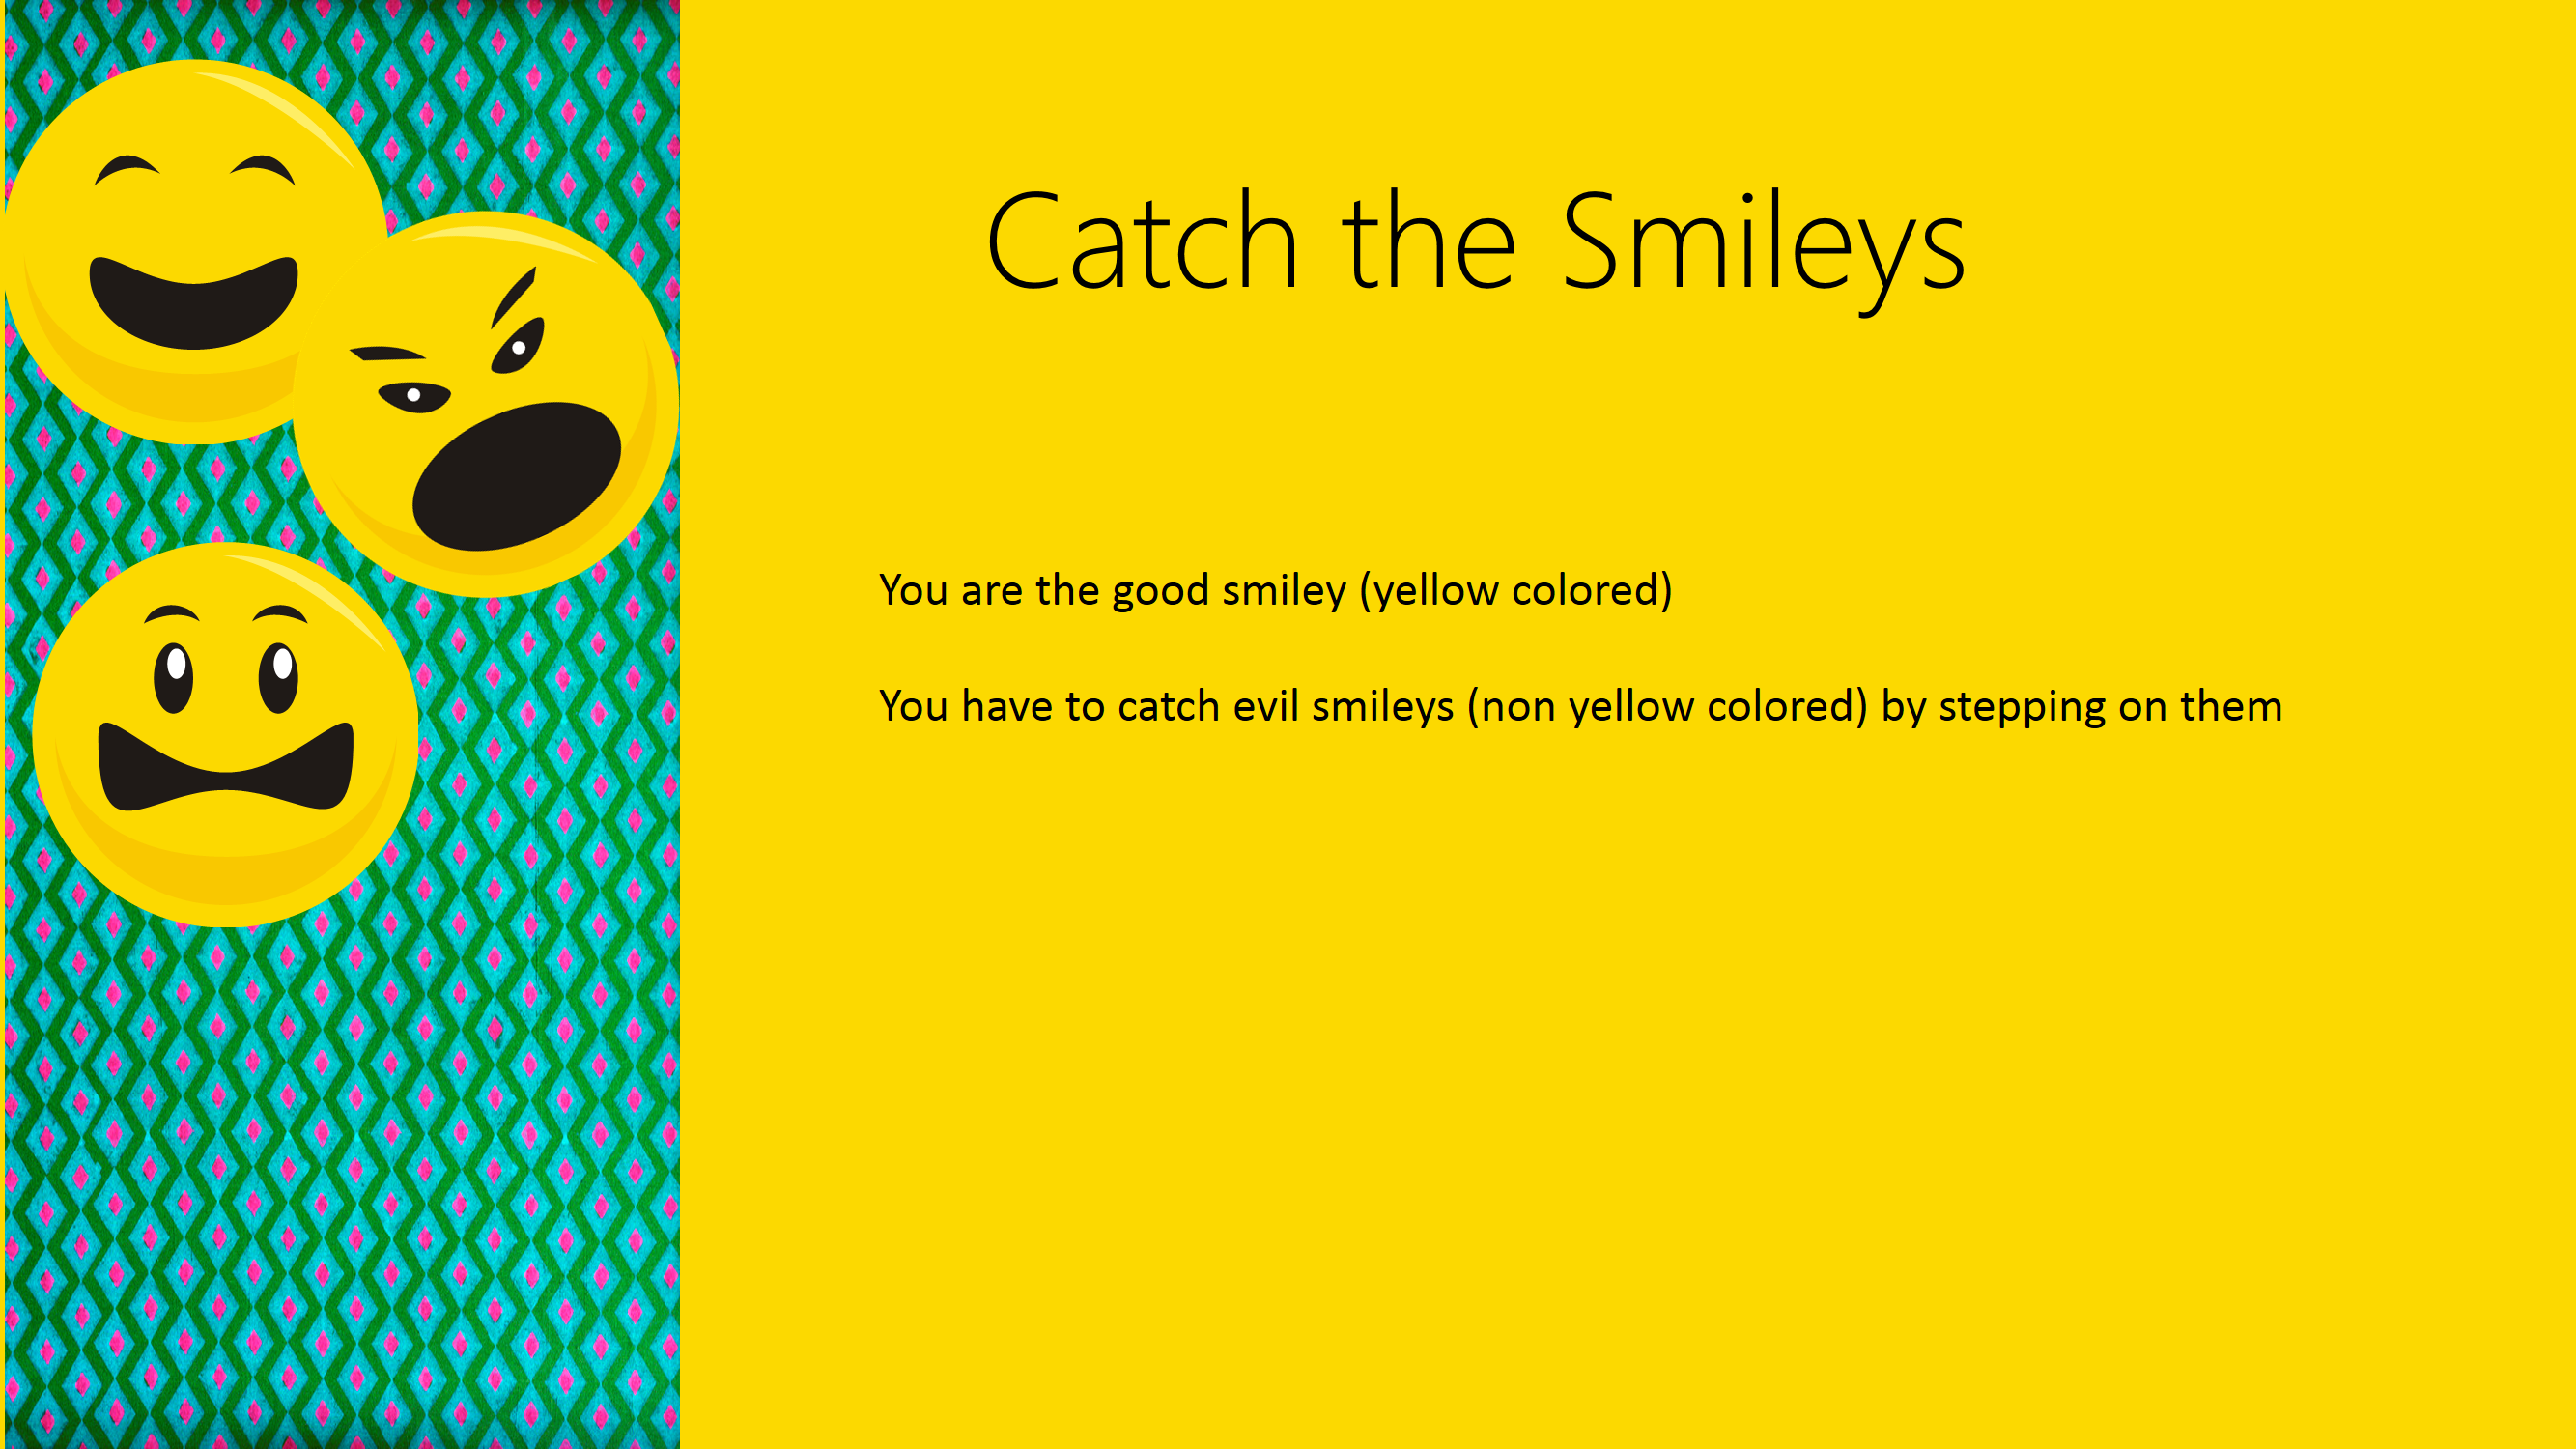 Catch the Smileys
You are the good smiley (yellow colored)
You have to catch evil smileys (non yellow colored) by stepping on them